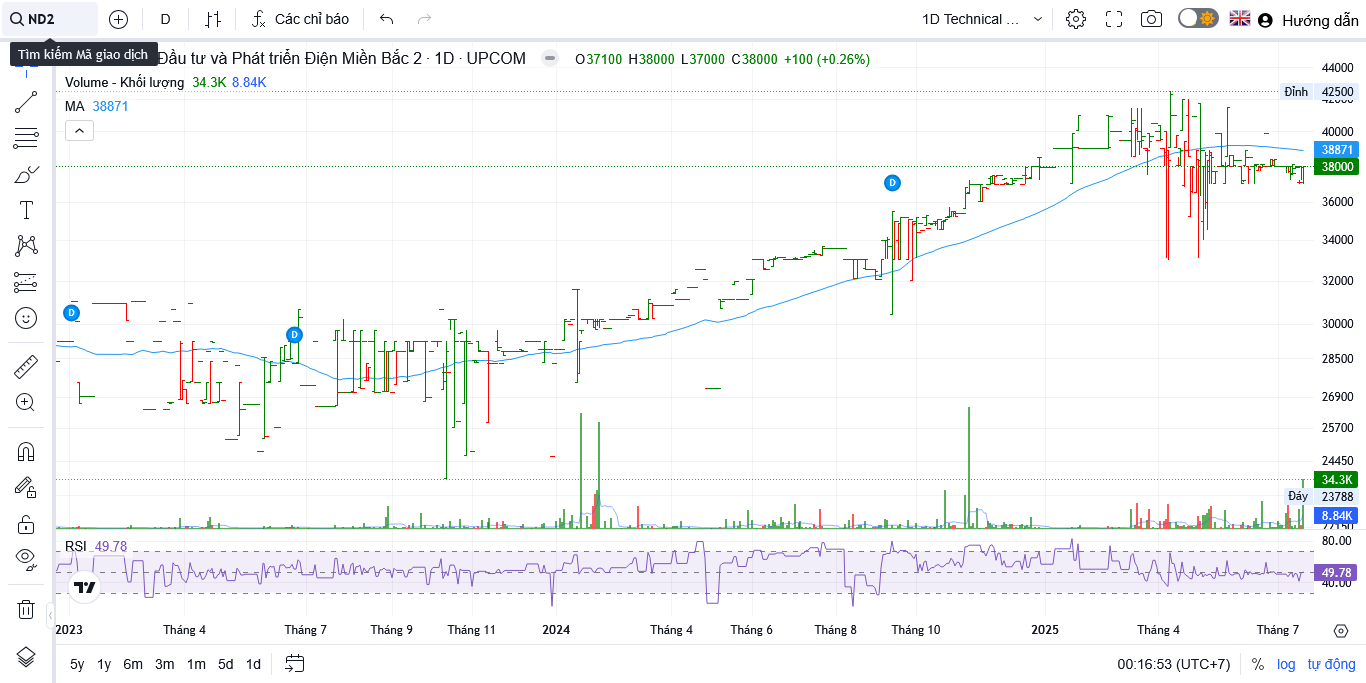 ND2
D
Các chỉ báo
1D Technical ...
Hướng dẫn
Tìm kiếm Mã giao dịch
Đầu tư và Phát triển Điện Miền Bắc 2 · 1D · UPCOM
O37100 H38000 L37000 C38000 +100 (+0.26%)
Volume - Khối lượng 34.3K 8.84K
MA 38871
44000
Đỉnh 42500
42000
40000
38871
38000
36000
34000
32000
30000
28500
26900
25700
24450
34.3K
Đáy 23788
8.84K
22150
D
D
D
RSI 49.78
80.00
49.78
40.00
2023
Tháng 4
Tháng 7
Tháng 9
Tháng 11
2024
Tháng 4
Tháng 6
Tháng 8
Tháng 10
2025
Tháng 4
Tháng 7
5y 1y 6m 3m 1m 5d 1d
00:16:53 (UTC+7)
% log tự động